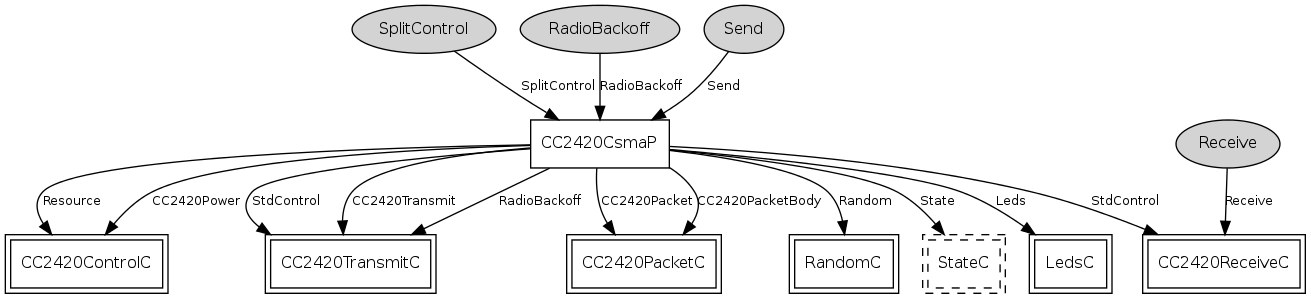 SplitControl
RadioBackoff
Send
SplitControl
RadioBackoff
Send
CC2420CsmaP
Receive
Resource
CC2420Power
StdControl
CC2420Transmit
RadioBackoff
CC2420Packet
CC2420PacketBody
Random
State
Leds
StdControl
Receive
CC2420ControlC
CC2420TransmitC
CC2420PacketC
RandomC
StateC
LedsC
CC2420ReceiveC